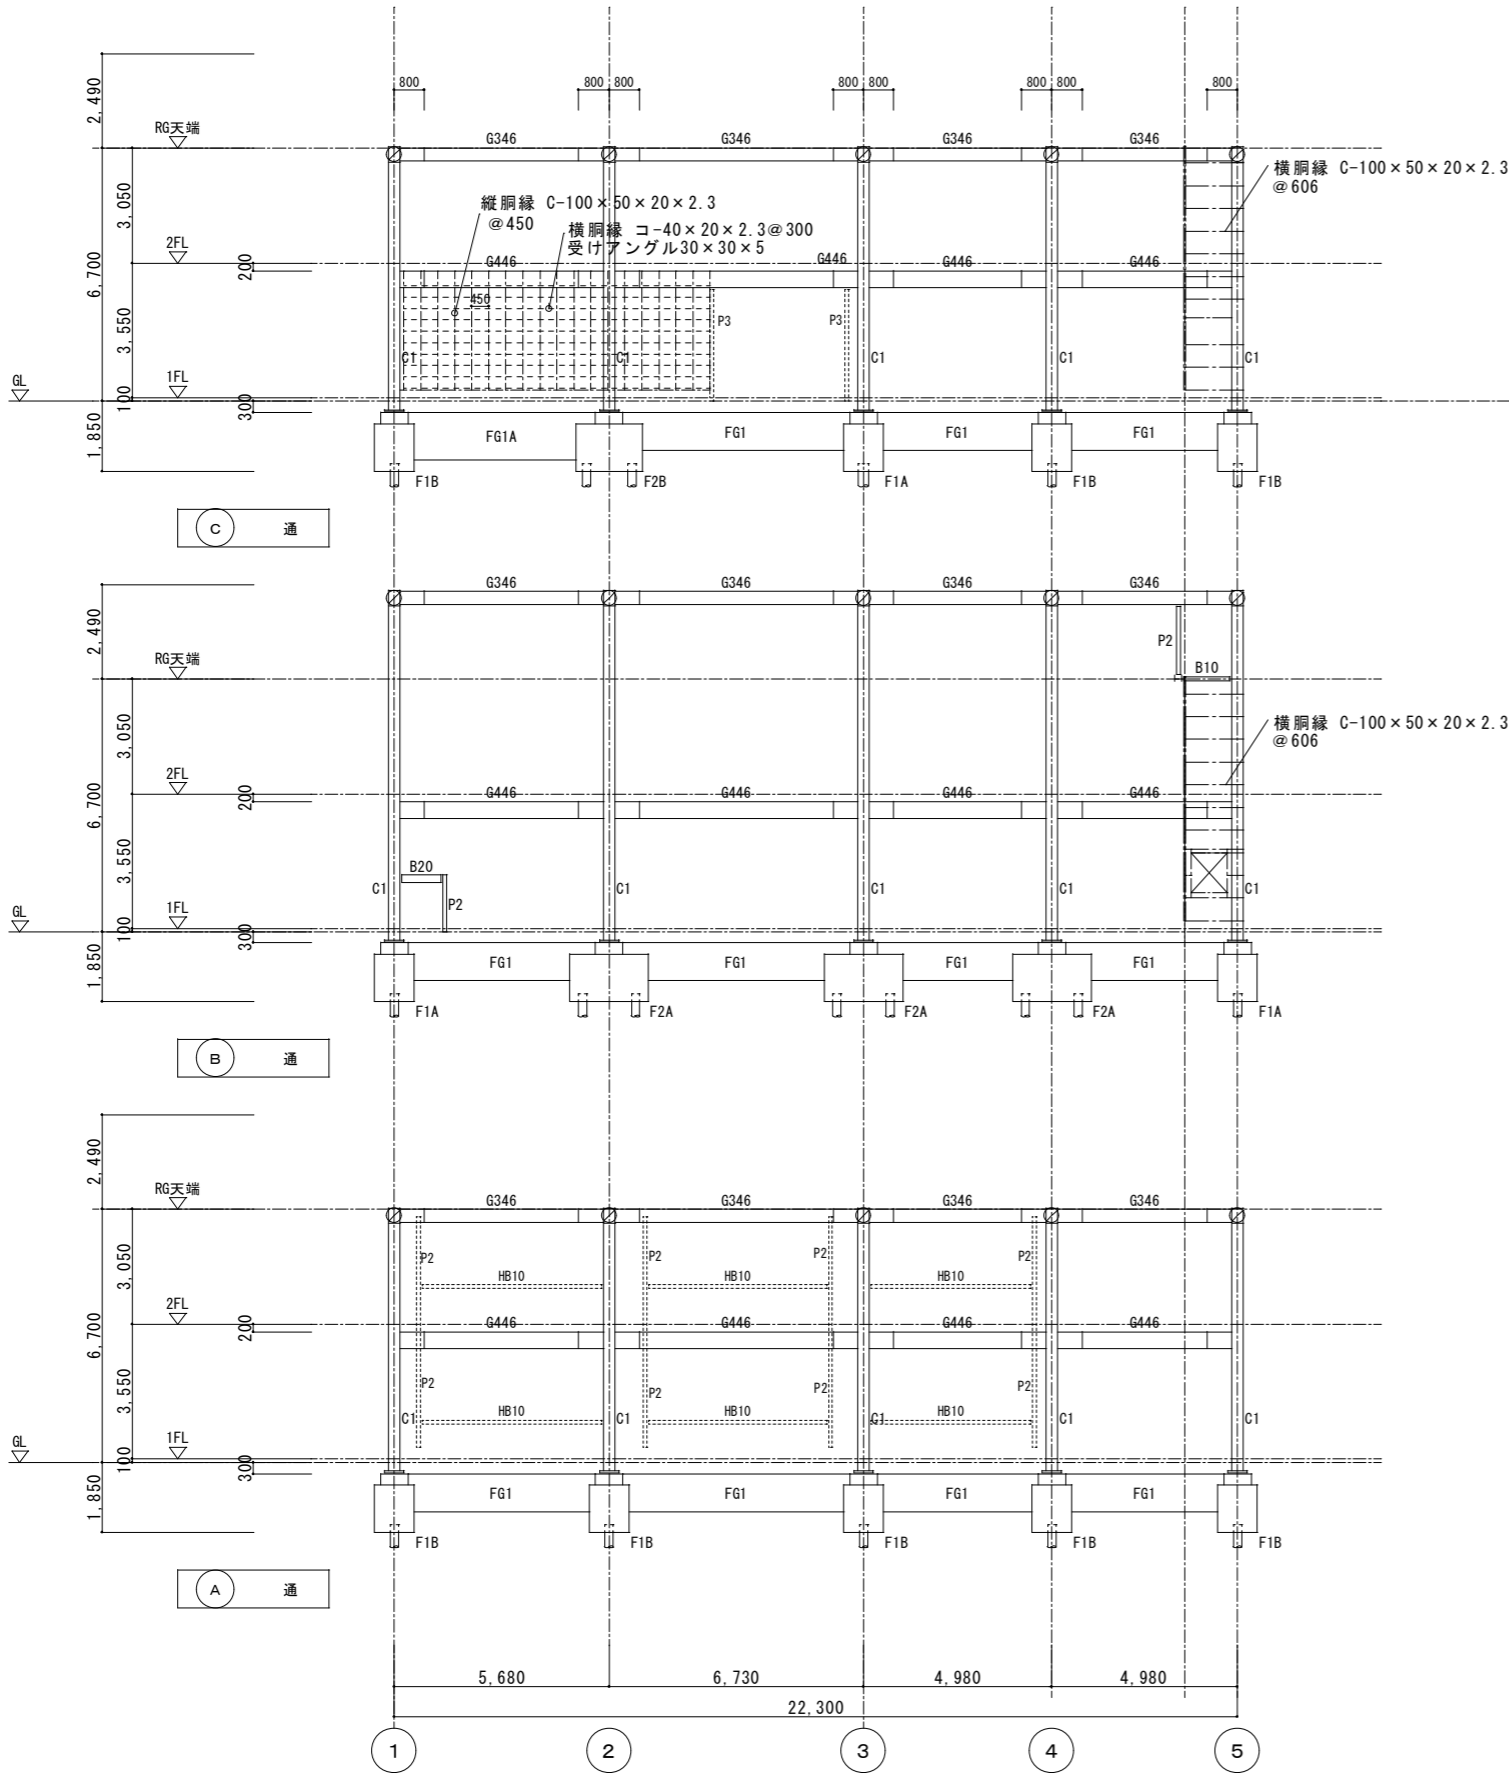 800 800 800 800 800 800 800 800
2,490
RG天端
G346 G346 G346 G346
横胴縁 C-100×50×20×2.3
@606
縦胴縁 C-100×50×20×2.3
@450
横胴縁 コ-40×20×2.3@300
受けアングル30×30×5
3,050
2FL
6,700
200
G446 G446 G446 G446
450
P3 P3
3,550
C1 C1 C1 C1 C1
GL
1FL
100
300
1,850
FG1A FG1 FG1 FG1
F1B F2B F1A F1B F1B
C 通
G346 G346 G346 G346
2,490
P2
RG天端
B10
横胴縁 C-100×50×20×2.3
@606
3,050
2FL
6,700
200
G446 G446 G446 G446
3,550
B20
C1 P2 C1 C1 C1 C1
GL
1FL
100
300
1,850
FG1 FG1 FG1 FG1
F1A F2A F2A F2A F1A
B 通
2,490
RG天端
G346 G346 G346 G346
3,050
P2 P2 P2 P2
HB10 HB10 HB10
2FL
6,700
200
G446 G446 G446 G446
3,550
P2 P2 P2 P2
HB10 HB10 HB10
C1 C1 C1 C1 C1
GL
1FL
100
300
1,850
FG1 FG1 FG1 FG1
F1B F1B F1B F1B F1B
A 通
5,680 6,730 4,980 4,980
22,300
1 2 3 4 5